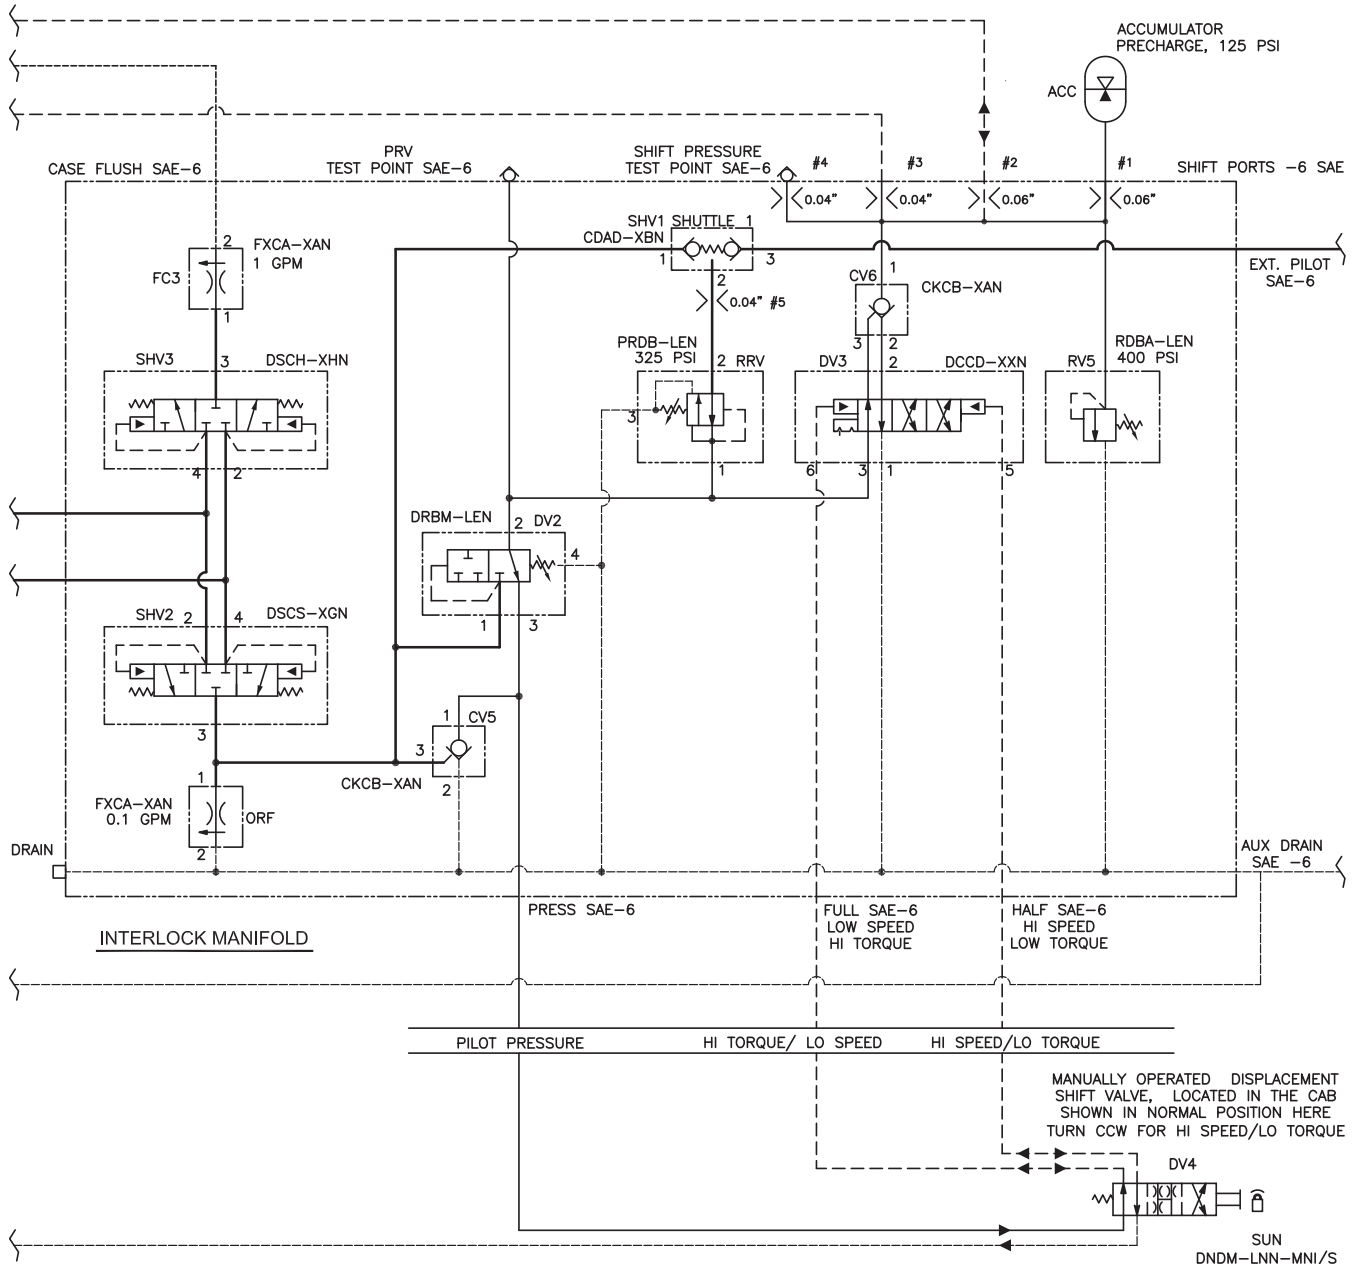 ACCUMULATOR
PRECHARGE, 125 PSI
ACC
CASE FLUSH SAE-6
PRV
TEST POINT SAE-6
SHIFT PRESSURE
TEST POINT SAE-6
#4
#3
#2
#1
SHIFT PORTS -6 SAE
0.04"
0.04"
0.06"
0.06"
2
FXCA-XAN
1 GPM
FC3
1
SHV1 SHUTTLE 1
CDAD-XBN
1
3
2
0.04" #5
EXT. PILOT
SAE-6
1
CV6
CKCB-XAN
3
2
SHV3
3
DSCH-XHN
4
2
PRDB-LEN
325 PSI
2
RRV
3
1
DV3
2
DCCD-XXN
6
3
1
5
RDBA-LEN
RV5
400 PSI
DRBM-LEN
2
DV2
4
1
3
SHV2
2
4
DSCS-XGN
3
1
CV5
3
CKCB-XAN
2
1
FXCA-XAN
0.1 GPM
ORF
2
DRAIN
AUX DRAIN
SAE -6
PRESS SAE-6
FULL SAE-6
LOW SPEED
HI TORQUE
HALF SAE-6
HI SPEED
LOW TORQUE
INTERLOCK MANIFOLD
PILOT PRESSURE
HI TORQUE/ LO SPEED
HI SPEED/LO TORQUE
MANUALLY OPERATED DISPLACEMENT
SHIFT VALVE, LOCATED IN THE CAB
SHOWN IN NORMAL POSITION HERE
TURN CCW FOR HI SPEED/LO TORQUE
DV4
SUN
DNDM-LNN-MNI/S